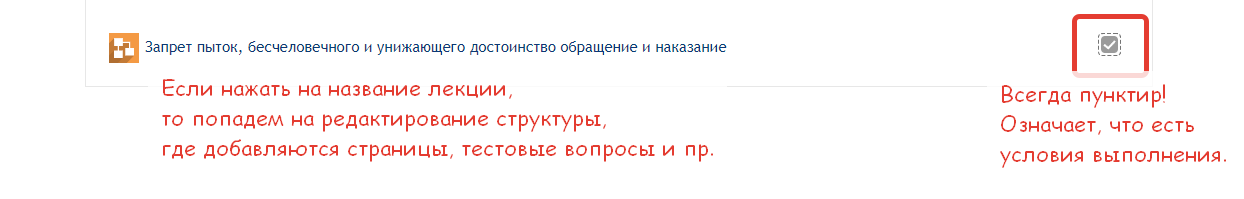 Запрет пыток, бесчеловечного и унижающего достоинство обращение и наказание
Если нажать на название лекции,
то попадем на редактирование структуры,
где добавляются страницы, тестовые вопросы и пр.
Всегда пунктир!
Означает, что есть
условия выполнения.